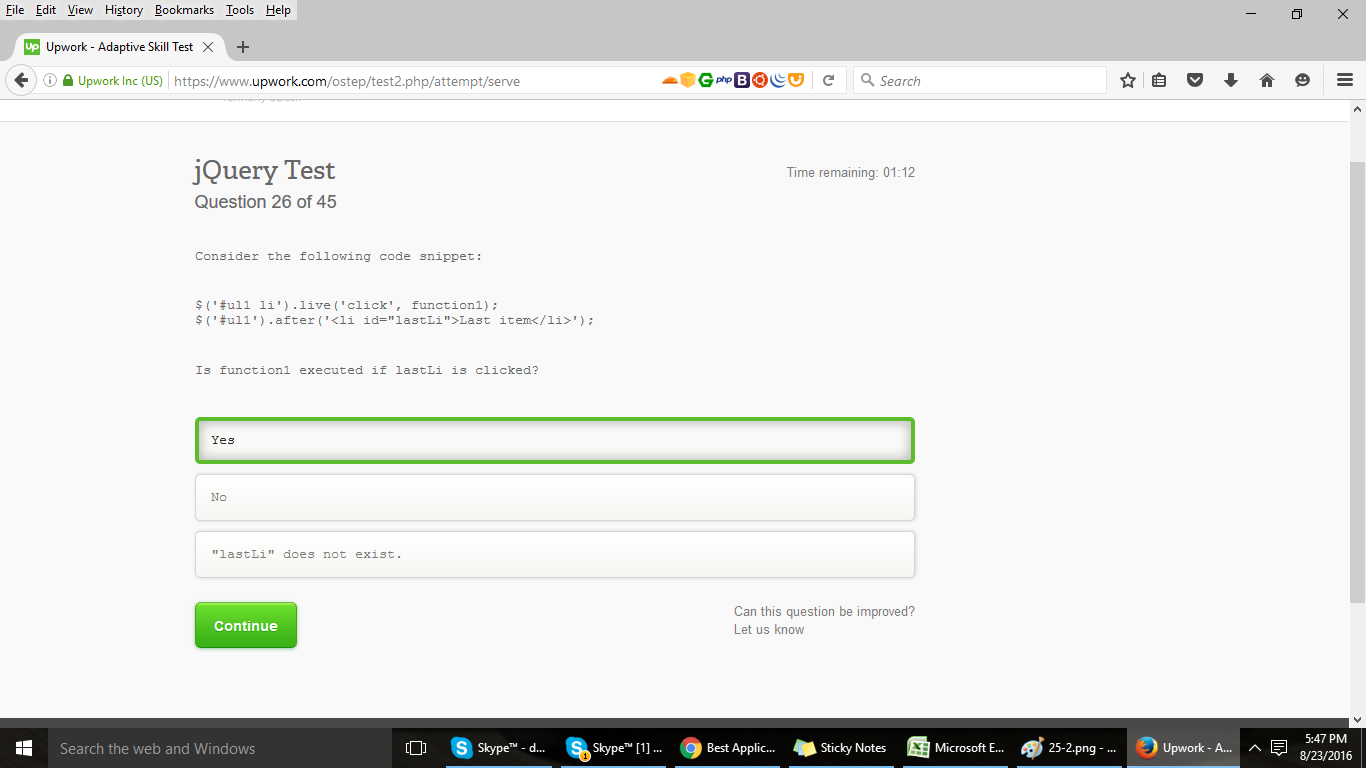 File Edit View History Bookmarks Tools Help
Up Upwork - Adaptive Skill Test
Upwork Inc (US) https://www.upwork.com/ostep/test2.php/attempt/serve php B Search
jQuery Test
Time remaining: 01:12
Question 26 of 45
Consider the following code snippet:
$('#ul1 li').live('click', function1);
$('#ul1').after('<li id="lastLi">Last item</li>');
Is function1 executed if lastLi is clicked?
Yes
No
"lastLi" does not exist.
Continue
Can this question be improved?
Let us know
Search the web and Windows
Skype™ - d...
Skype™ [1] ...
Best Applic...
Sticky Notes
Microsoft E...
25-2.png - ...
Upwork - A...
5:47 PM
8/23/2016